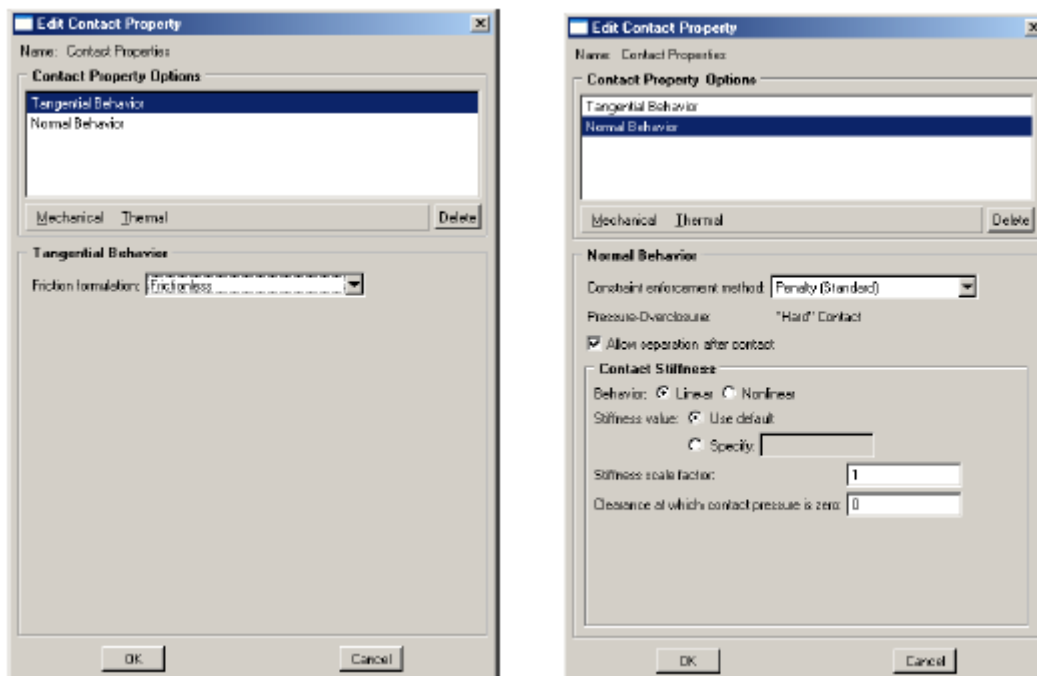 Edit Contact Property
Name: Contact Properties
Contact Property Options
Tangential Behavior
Normal Behavior
Mechanical Thermal Delete
Tangential Behavior
Friction formulation: Frictionless
OK Cancel
Edit Contact Property
Name: Contact Properties
Contact Property Options
Tangential Behavior
Normal Behavior
Mechanical Thermal Delete
Normal Behavior
Constraint enforcement method: Penalty (Standard)
Pressure-Overclosure: "Hard" Contact
Allow separation after contact
Contact Stiffness
Behavior: Linear Nonlinear
Stiffness value: Use default
Specify:
Stiffness scale factor: 1
Clearance at which contact pressure is zero: 0
OK Cancel